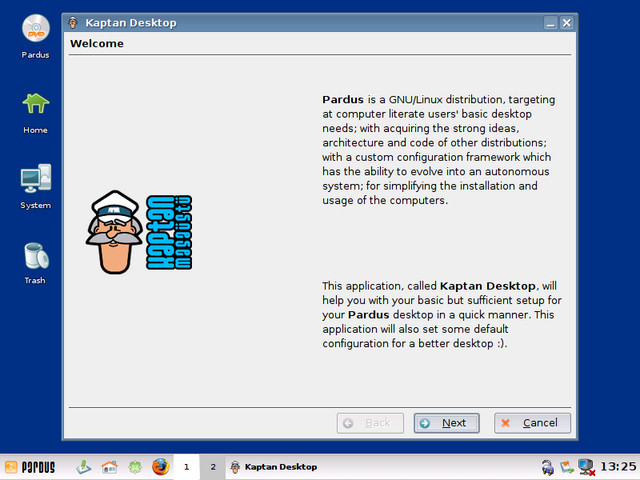 Kaptan Desktop
Welcome
DVD
Pardus
Home
System
Trash
Pardus is a GNU/Linux distribution, targeting
at computer literate users' basic desktop
needs; with acquiring the strong ideas,
architecture and code of other distributions;
with a custom configuration framework which
has the ability to evolve into an autonomous
system; for simplifying the installation and
usage of the computers.
kaptan
masaüstü
This application, called Kaptan Desktop, will
help you with your basic but sufficient setup for
your Pardus desktop in a quick manner. This
application will also set some default
configuration for a better desktop :).
Back
Next
Cancel
PARDUS
1
2
Kaptan Desktop
13:25